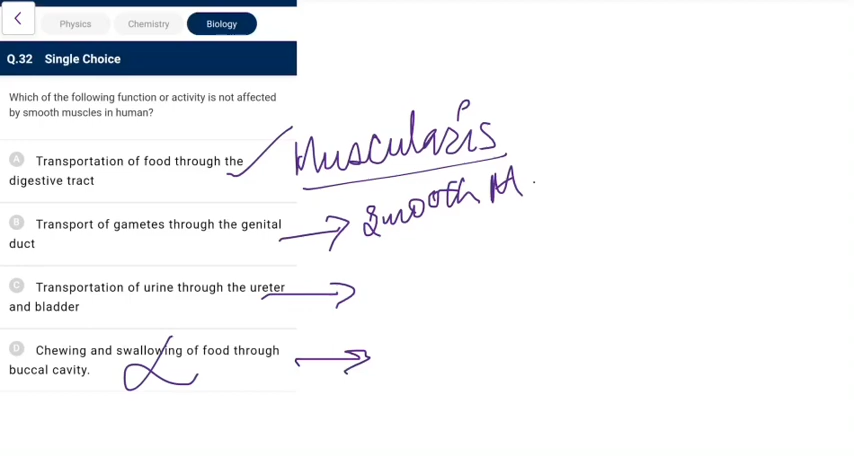 Physics
Chemistry
Biology
Q.32 Single Choice
Which of the following function or activity is not affected
by smooth muscles in human?
A Transportation of food through the
digestive tract
Muscularis
B Transport of gametes through the genital
duct
Smooth M.
C Transportation of urine through the ureter
and bladder
D Chewing and swallowing of food through
buccal cavity.